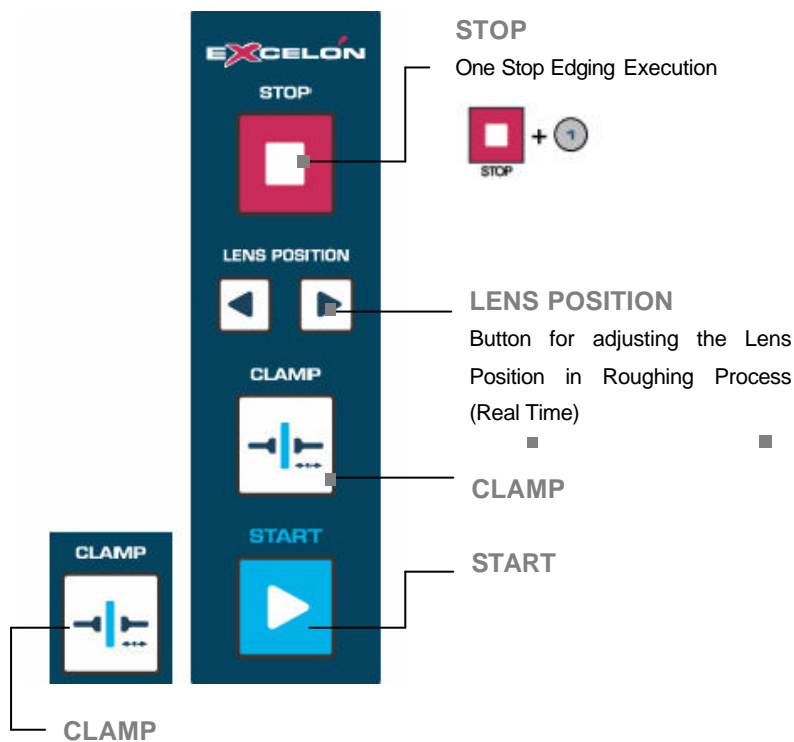 EXCELÓN
STOP
LENS POSITION
CLAMP
START
STOP
One Stop Edging Execution
+ 1
STOP
LENS POSITION
Button for adjusting the Lens
Position in Roughing Process
(Real Time)
CLAMP
START
CLAMP
CLAMP